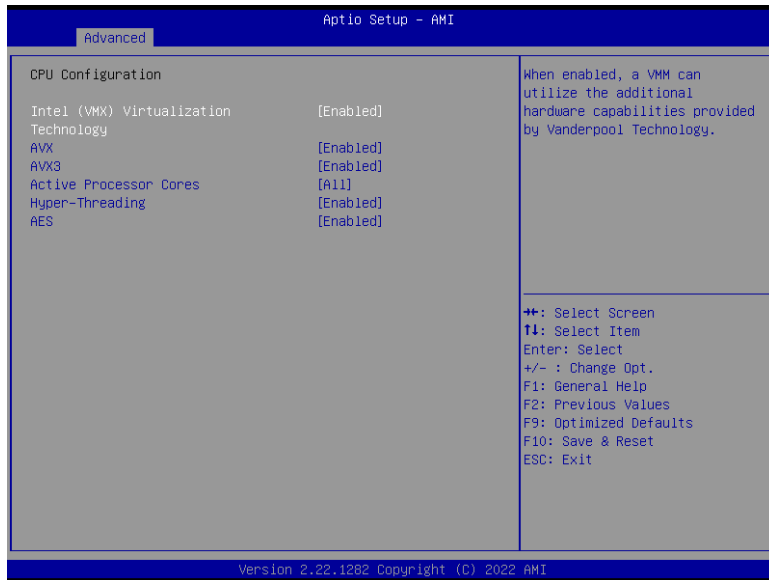 Aptio Setup – AMI
Advanced
CPU Configuration
Intel (VMX) Virtualization Technology [Enabled]
AVX [Enabled]
AVX3 [Enabled]
Active Processor Cores [All]
Hyper-Threading [Enabled]
AES [Enabled]
When enabled, a VMM can
utilize the additional
hardware capabilities provided
by Vanderpool Technology.
→←: Select Screen
↑↓: Select Item
Enter: Select
+/- : Change Opt.
F1: General Help
F2: Previous Values
F9: Optimized Defaults
F10: Save & Reset
ESC: Exit
Version 2.22.1282 Copyright (C) 2022 AMI